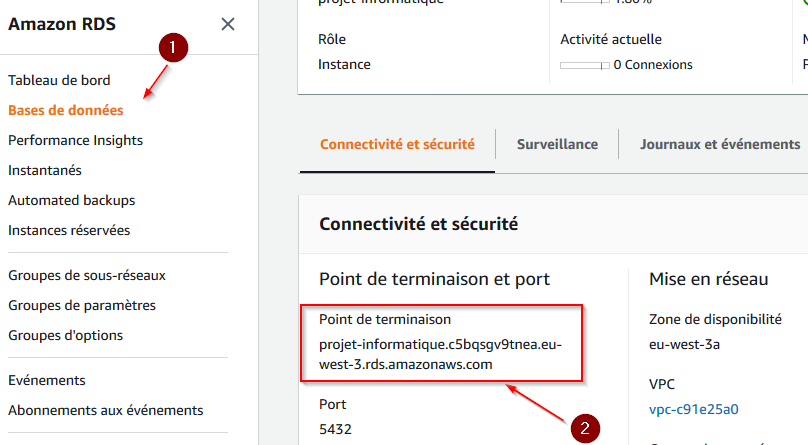 Amazon RDS
1
Tableau de bord
Bases de données
Performance Insights
Instantanés
Automated backups
Instances réservées
Groupes de sous-réseaux
Groupes de paramètres
Groupes d'options
Evénements
Abonnements aux événements
projet-informatique
1.80%
Rôle
Instance
Activité actuelle
0 Connexions
Connectivité et sécurité
Surveillance
Journaux et événements
Connectivité et sécurité
Point de terminaison et port
Point de terminaison
projet-informatique.c5bqsgv9tnea.eu-
west-3.rds.amazonaws.com
Port
5432
2
Mise en réseau
Zone de disponibilité
eu-west-3a
VPC
vpc-c91e25a0